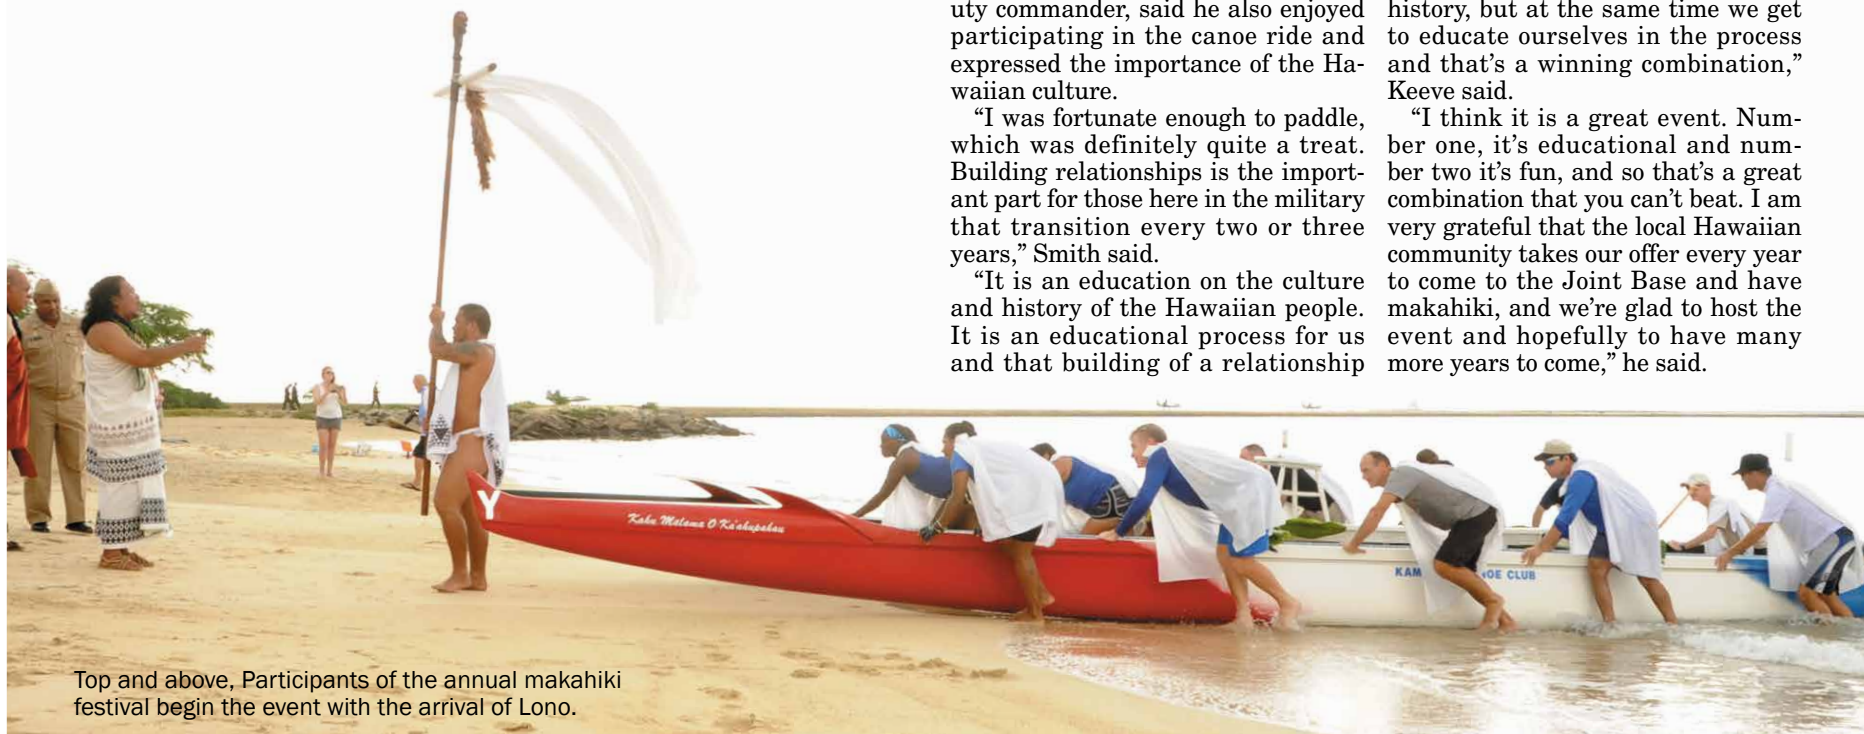 uty commander, said he also enjoyed
participating in the canoe ride and
expressed the importance of the Ha-
waiian culture.
“I was fortunate enough to paddle,
which was definitely quite a treat.
Building relationships is the import-
ant part for those here in the military
that transition every two or three
years,” Smith said.
“It is an education on the culture
and history of the Hawaiian people.
It is an educational process for us
and that building of a relationship
history, but at the same time we get
to educate ourselves in the process
and that’s a winning combination,”
Keeve said.
“I think it is a great event. Num-
ber one, it’s educational and num-
ber two it’s fun, and so that’s a great
combination that you can’t beat. I am
very grateful that the local Hawaiian
community takes our offer every year
to come to the Joint Base and have
makahiki, and we’re glad to host the
event and hopefully to have many
more years to come,” he said.
Y
Kahu Malama O Ka'ahupahau
KAM
NOE CLUB
Top and above, Participants of the annual makahiki
festival begin the event with the arrival of Lono.